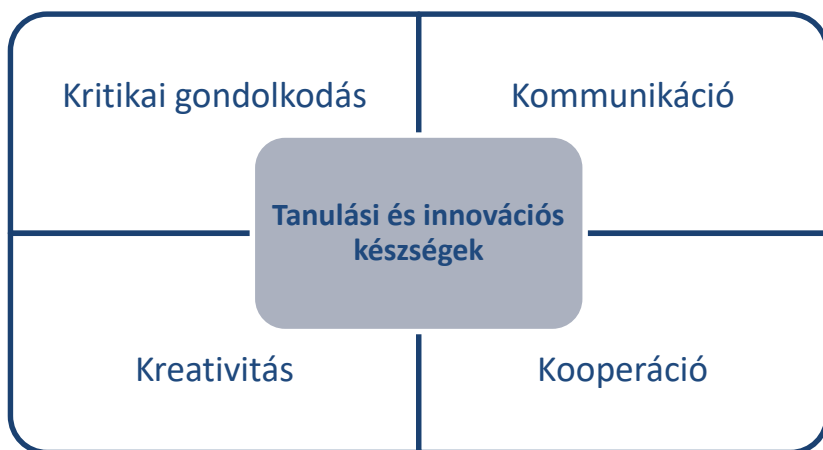 Kritikai gondolkodás
Kommunikáció
Tanulási és innovációs
készségek
Kreativitás
Kooperáció